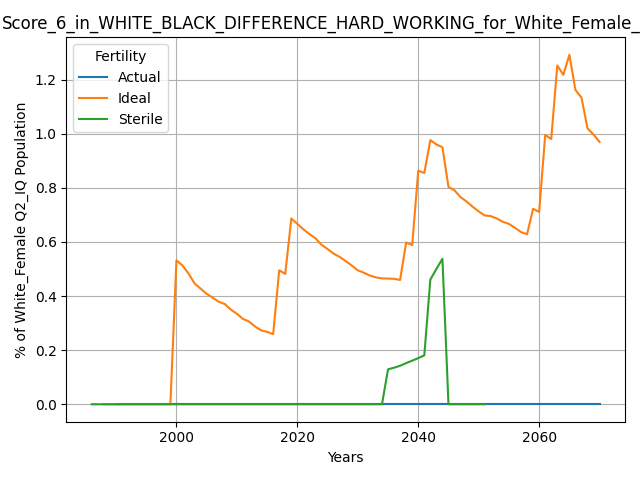 Score_6_in_WHITE_BLACK_DIFFERENCE_HARD_WORKING_for_White_Female_
Fertility
Actual
Ideal
Sterile
% of White_Female Q2_IQ Population
1.2
1.0
0.8
0.6
0.4
0.2
0.0
2000
2020
2040
2060
Years